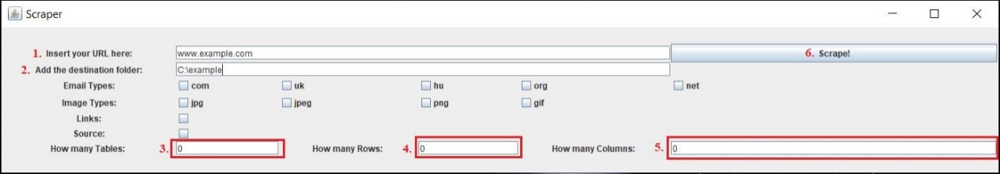 Scraper
1. Insert your URL here: www.example.com 6. Scrape!
2. Add the destination folder: C:\example
Email Types: com uk hu org net
Image Types: jpg jpeg png gif
Links:
Source:
How many Tables: 3. 0 How many Rows: 4. 0 How many Columns: 5. 0